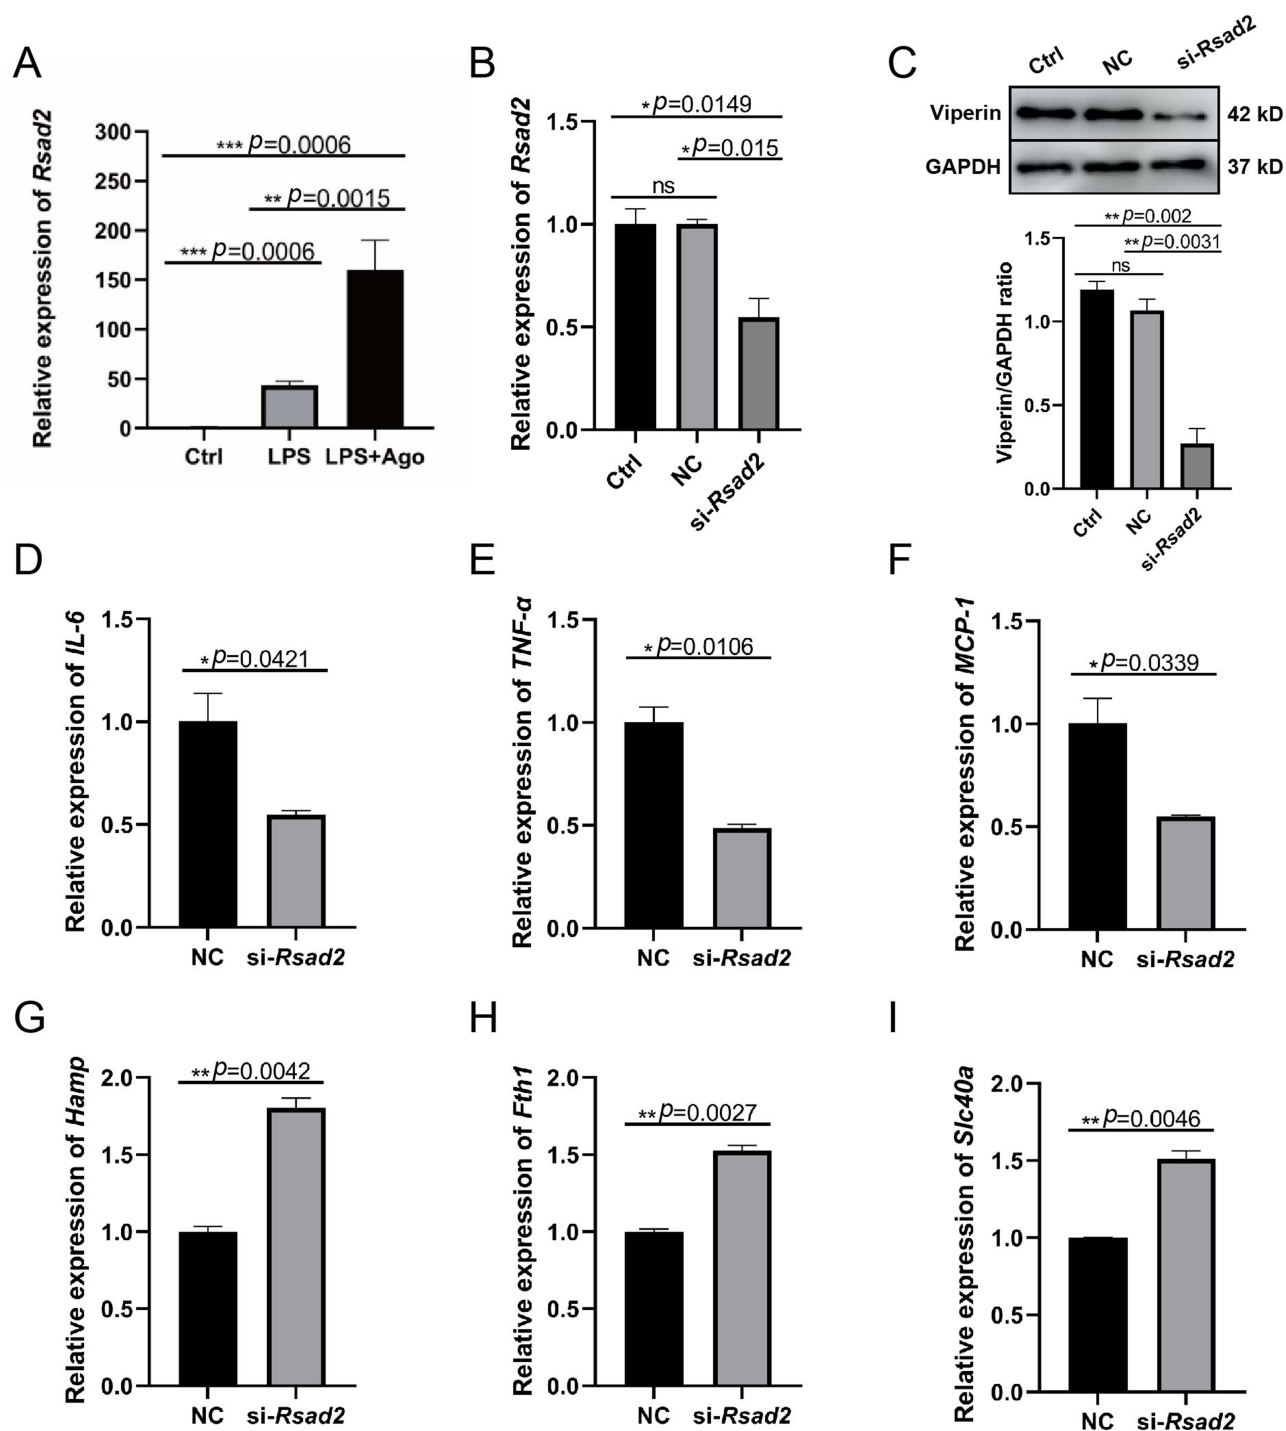 A
Relative expression of Rsad2
300
250
200
150
100
50
0
*** p=0.0006
** p=0.0015
*** p=0.0006
Ctrl LPS LPS+Ago
B
Relative expression of Rsad2
1.5
1.0
0.5
0.0
* p=0.0149
* p=0.015
ns
Ctrl
NC
si-Rsad2
C
Ctrl
NC
si-Rsad2
Viperin 42 kD
GAPDH 37 kD
Viperin/GAPDH ratio
1.5
1.0
0.5
0.0
** p=0.002
** p=0.0031
ns
Ctrl
NC
si-Rsad2
D
Relative expression of IL-6
1.5
1.0
0.5
0.0
* p=0.0421
NC si-Rsad2
E
Relative expression of TNF-α
1.5
1.0
0.5
0.0
* p=0.0106
NC si-Rsad2
F
Relative expression of MCP-1
1.5
1.0
0.5
0.0
* p=0.0339
NC si-Rsad2
G
Relative expression of Hamp
2.0
1.5
1.0
0.5
0.0
** p=0.0042
NC si-Rsad2
H
Relative expression of Fth1
2.0
1.5
1.0
0.5
0.0
** p=0.0027
NC si-Rsad2
I
Relative expression of Slc40a
2.0
1.5
1.0
0.5
0.0
** p=0.0046
NC si-Rsad2